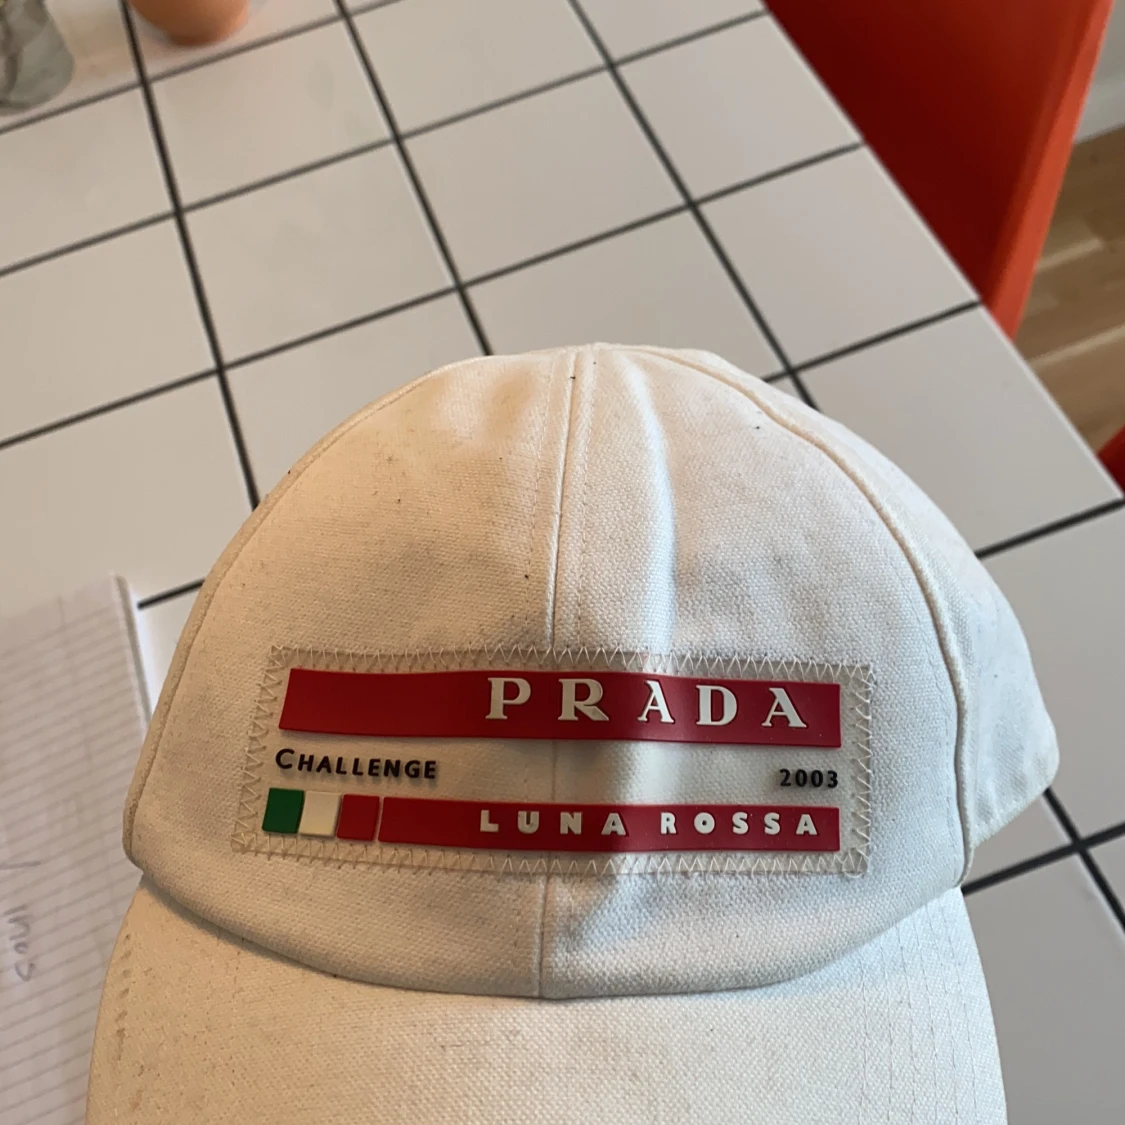 PRADA
CHALLENGE 2003
LUNA ROSSA